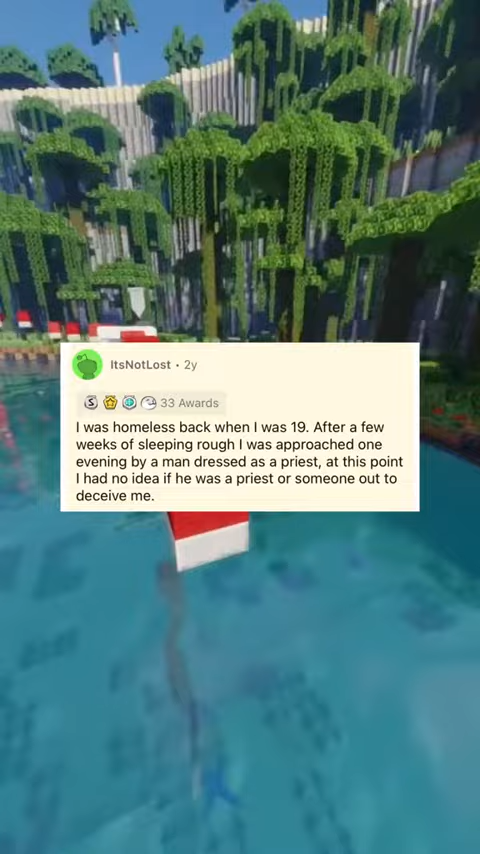 ItsNotLost · 2y
33 Awards
I was homeless back when I was 19. After a few
weeks of sleeping rough I was approached one
evening by a man dressed as a priest, at this point
I had no idea if he was a priest or someone out to
deceive me.